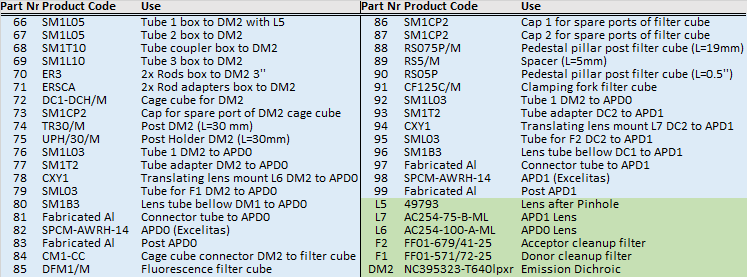 Part Nr Product Code Use Part Nr Product Code Use
66 SM1L05 Tube 1 box to DM2 with L5 86 SM1CP2 Cap 1 for spare ports of filter cube
67 SM1L05 Tube 2 box to DM2 87 SM1CP2 Cap 2 for spare ports of filter cube
68 SM1T10 Tube coupler box to DM2 88 RS075P/M Pedestal pillar post filter cube (L=19mm)
69 SM1L10 Tube 3 box to DM2 89 RS5/M Spacer (L=5mm)
70 ER3 2x Rods box to DM2 3" 90 RS05P Pedestal pillar post filter cube (L=0.5")
71 ERSCA 2x Rod adapters box to DM2 91 CF125C/M Clamping fork filter cube
72 DC1-DCH/M Cage cube for DM2 92 SM1L03 Tube 1 DM2 to APD0
73 SM1CP2 Cap for spare port of DM2 cage cube 93 SM1T2 Tube adapter DC2 to APD1
74 TR30/M Post DM2 (L=30 mm) 94 CXY1 Translating lens mount L7 DC2 to APD1
75 UPH/30/M Post Holder DM2 (L=30mm) 95 SML03 Tube for F2 DC2 to APD1
76 SM1L03 Tube 1 DM2 to APD0 96 SM1B3 Lens tube bellow DC1 to APD1
77 SM1T2 Tube adapter DM2 to APD0 97 Fabricated Al Connector tube to APD1
78 CXY1 Translating lens mount L6 DM2 to APD0 98 SPCM-AWRH-14 APD1 (Excelitas)
79 SML03 Tube for F1 DM2 to APD0 99 Fabricated Al Post APD1
80 SM1B3 Lens tube bellow DM1 to APD0 L5 49793 Lens after Pinhole
81 Fabricated Al Connector tube to APD0 L7 AC254-75-B-ML APD1 Lens
82 SPCM-AWRH-14 APD0 (Excelitas) L6 AC254-100-A-ML APD0 Lens
83 Fabricated Al Post APD0 F2 FF01-679/41-25 Acceptor cleanup filter
84 CM1-CC Cage cube connector DM2 to filter cube F1 FF01-571/72-25 Donor cleanup filter
85 DFM1/M Fluorescence filter cube DM2 NC395323-T640lpxr Emission Dichroic